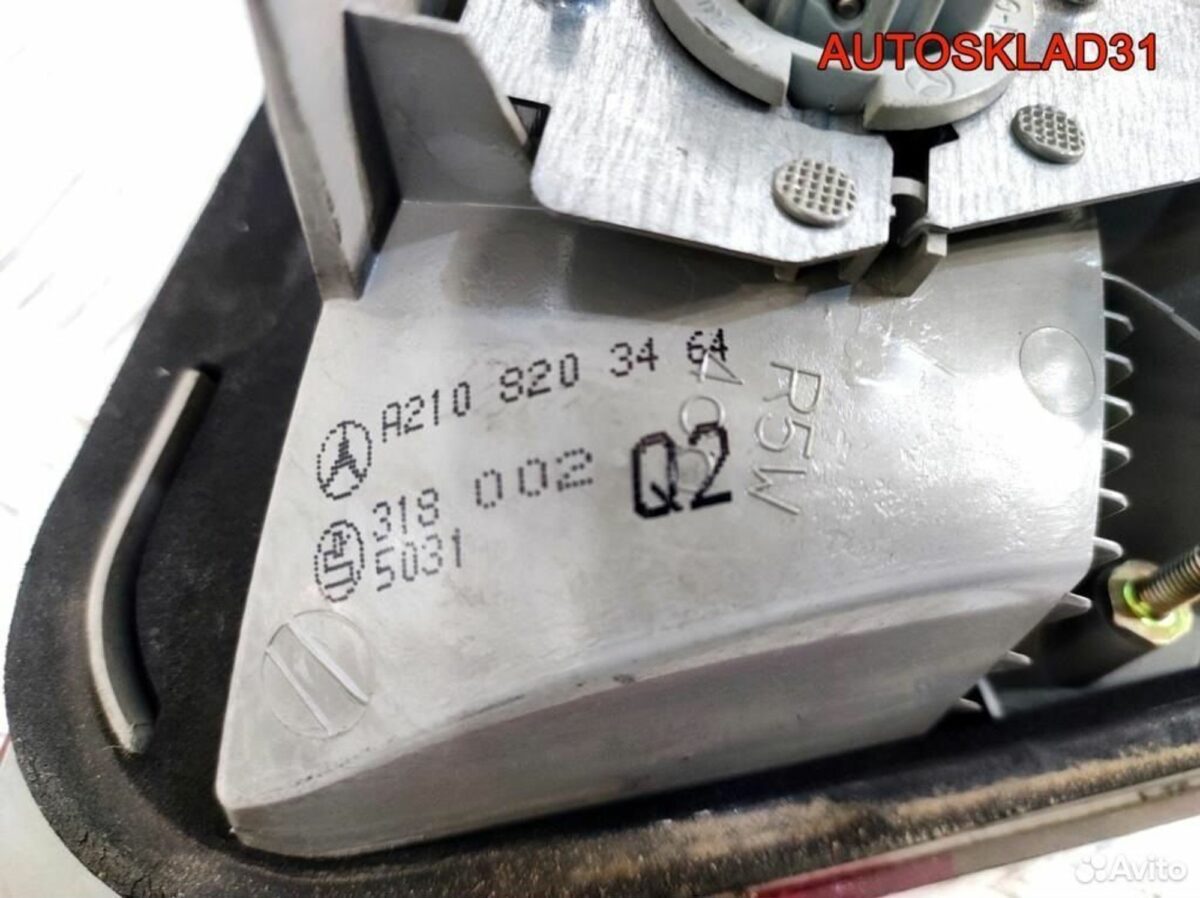 AUTOSKLAD31
A210 820 34 64
318 002 Q2
5031
R5W
Avito